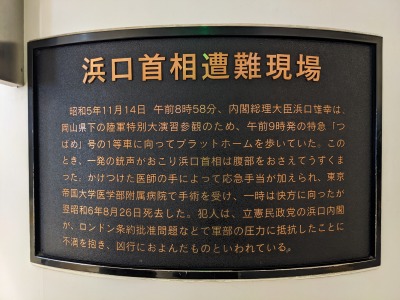 浜口首相遭難現場
昭和5年11月14日 午前8時58分、内閣総理大臣浜口雄幸は、
岡山県下の陸軍特別大演習参観のため、午前9時発の特急「つ
ばめ」号の1等車に向ってプラットホームを歩いていた。この
とき、一発の銃声がおこり浜口首相は腹部をおさえてうずくま
った。かけつけた医師の手によって応急手当が加えられ、東京
帝国大学医学部附属病院で手術を受け、一時は快方に向ったが
翌昭和6年8月26日死去した。犯人は、立憲民政党の浜口内閣
が、ロンドン条約批准問題などで軍部の圧力に抵抗したことに
不満を抱き、凶行におよんだものといわれている。